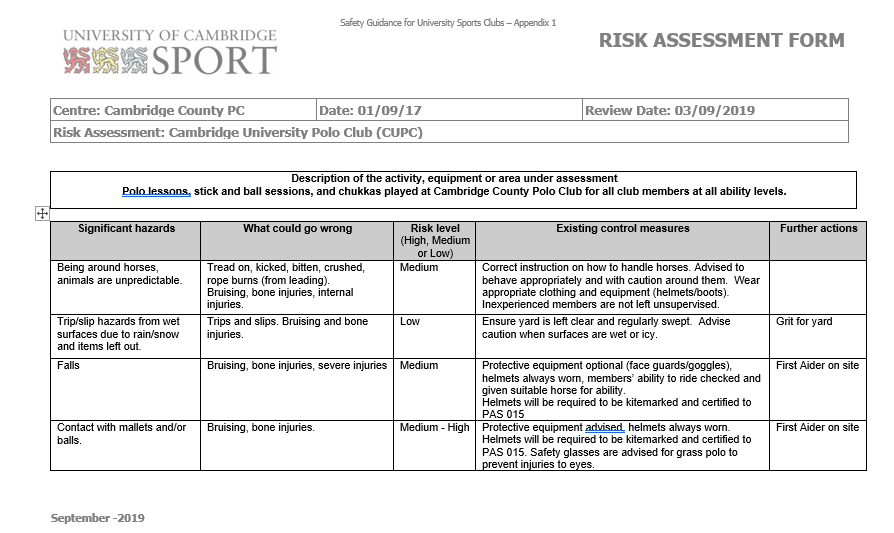 Safety Guidance for University Sports Clubs – Appendix 1
UNIVERSITY OF CAMBRIDGE
SPORT
RISK ASSESSMENT FORM
Centre: Cambridge County PC
Date: 01/09/17
Review Date: 03/09/2019
Risk Assessment: Cambridge University Polo Club (CUPC)
Description of the activity, equipment or area under assessment
Polo lessons, stick and ball sessions, and chukkas played at Cambridge County Polo Club for all club members at all ability levels.
Significant hazards
What could go wrong
Risk level
(High, Medium
or Low)
Existing control measures
Further actions
Being around horses,
animals are unpredictable.
Tread on, kicked, bitten, crushed,
rope burns (from leading).
Bruising, bone injuries, internal
injuries.
Medium
Correct instruction on how to handle horses. Advised to
behave appropriately and with caution around them. Wear
appropriate clothing and equipment (helmets/boots).
Inexperienced members are not left unsupervised.
Trip/slip hazards from wet
surfaces due to rain/snow
and items left out.
Trips and slips. Bruising and bone
injuries.
Low
Ensure yard is left clear and regularly swept. Advise
caution when surfaces are wet or icy.
Grit for yard
Falls
Bruising, bone injuries, severe injuries
Medium
Protective equipment optional (face guards/goggles),
helmets always worn, members' ability to ride checked and
given suitable horse for ability.
Helmets will be required to be kitemarked and certified to
PAS 015
First Aider on site
Contact with mallets and/or
balls.
Bruising, bone injuries.
Medium - High
Protective equipment advised, helmets always worn.
Helmets will be required to be kitemarked and certified to
PAS 015. Safety glasses are advised for grass polo to
prevent injuries to eyes.
First Aider on site
September -2019